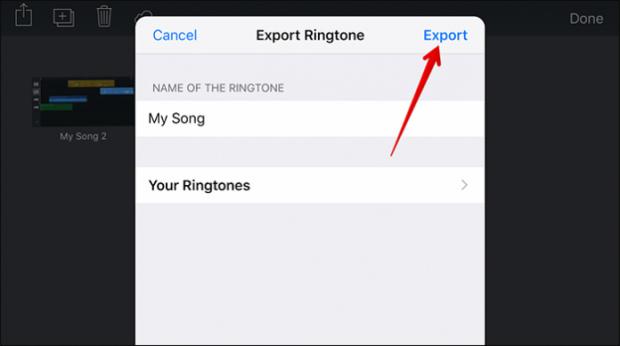 Done
Cancel
Export Ringtone
Export
NAME OF THE RINGTONE
My Song
My Song 2
Your Ringtones